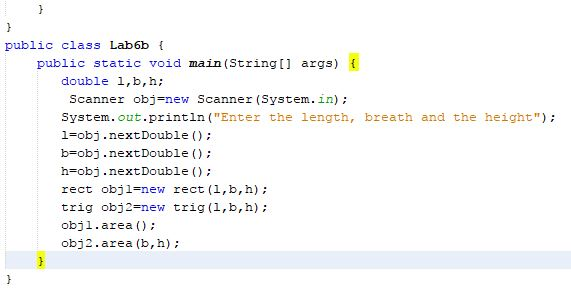 }
}
public class Lab6b {
public static void main(String[] args) {
double l,b,h;
Scanner obj=new Scanner(System.in);
System.out.println("Enter the length, breath and the height");
l=obj.nextDouble();
b=obj.nextDouble();
h=obj.nextDouble();
rect obj1=new rect(l,b,h);
trig obj2=new trig(l,b,h);
obj1.area();
obj2.area(b,h);
}
}